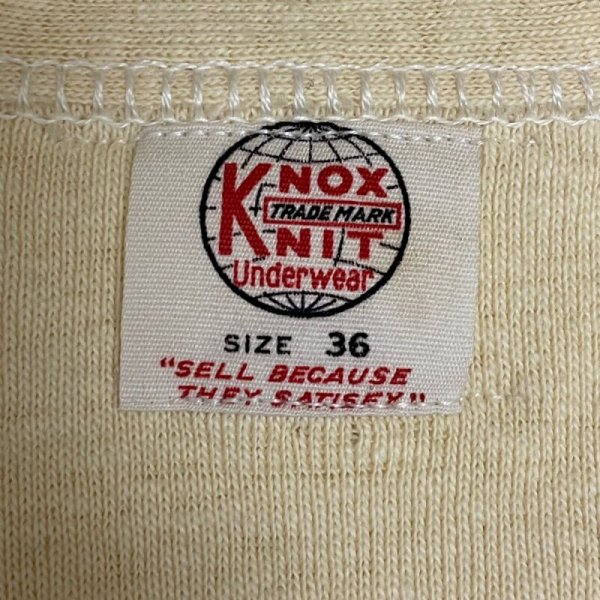 KNOX
TRADE MARK
KNIT
Underwear
SIZE 36
"SELL BECAUSE
THEY SATISFY"